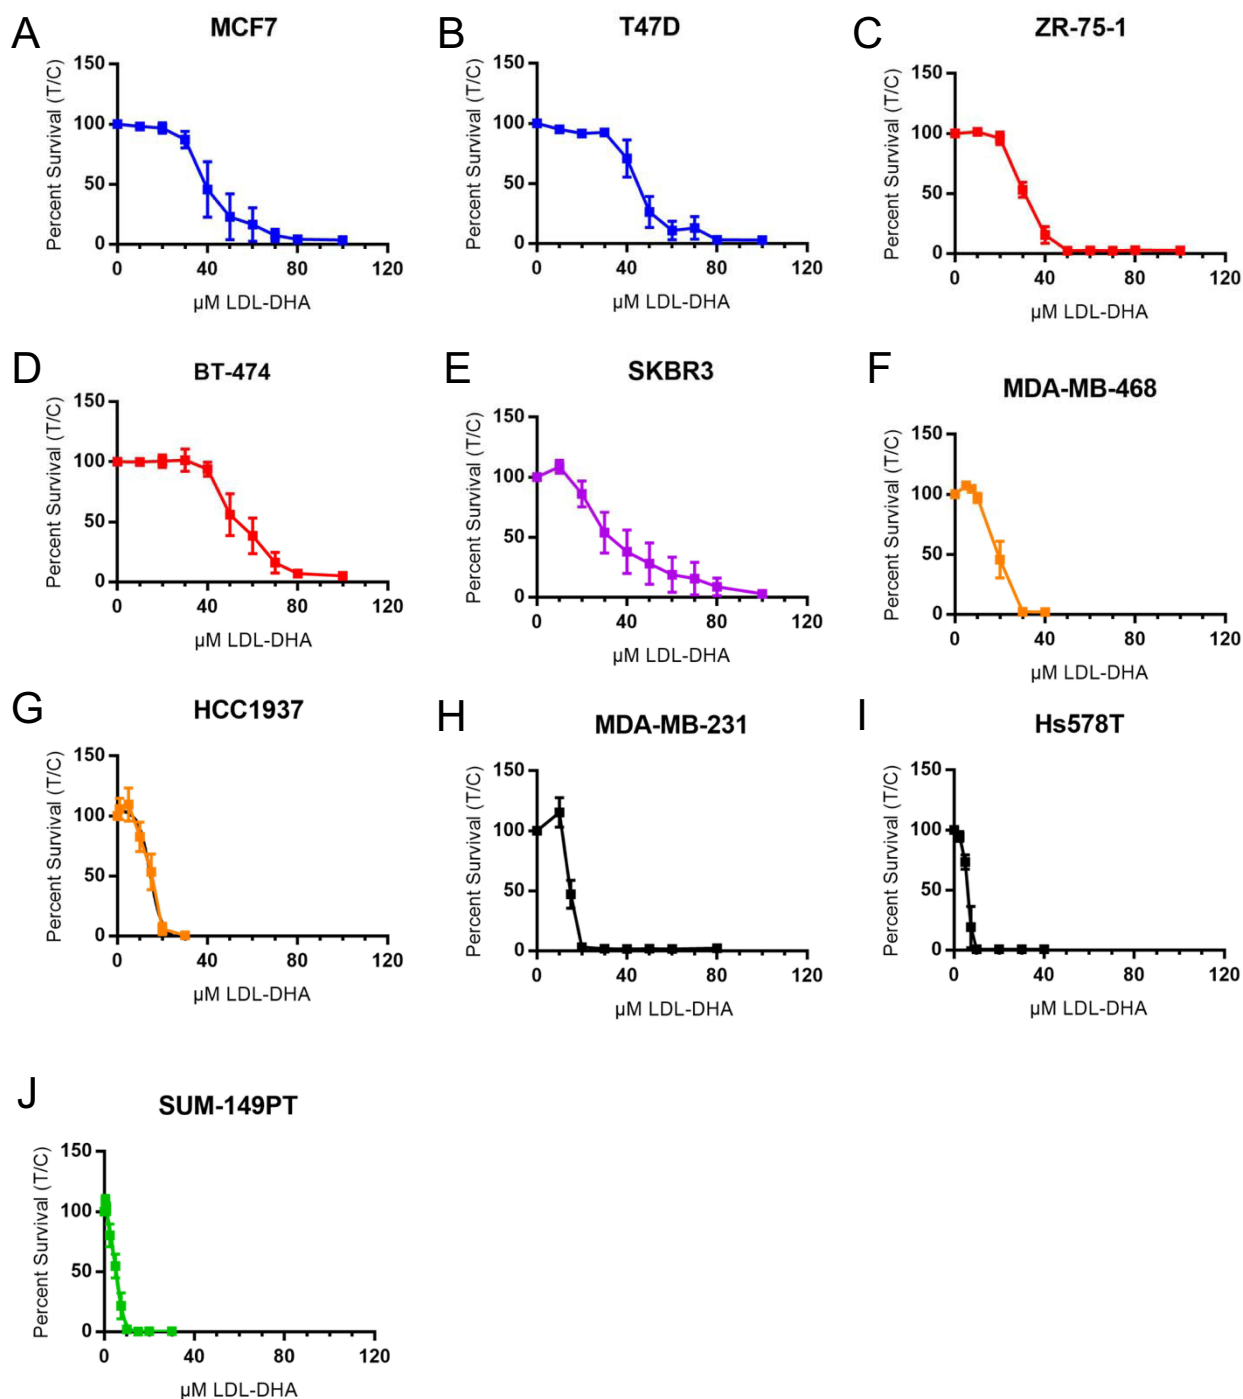 A
MCF7
Percent Survival (T/C)
150
100
50
0
0 40 80 120
µM LDL-DHA
B
T47D
Percent Survival (T/C)
150
100
50
0
0 40 80 120
µM LDL-DHA
C
ZR-75-1
Percent Survival (T/C)
150
100
50
0
0 40 80 120
µM LDL-DHA
D
BT-474
Percent Survival (T/C)
150
100
50
0
0 40 80 120
µM LDL-DHA
E
SKBR3
Percent Survival (T/C)
150
100
50
0
0 40 80 120
µM LDL-DHA
F
MDA-MB-468
Percent Survival (T/C)
150
100
50
0
0 40 80 120
µM LDL-DHA
G
HCC1937
Percent Survival (T/C)
150
100
50
0
0 40 80 120
µM LDL-DHA
H
MDA-MB-231
Percent Survival (T/C)
150
100
50
0
0 40 80 120
µM LDL-DHA
I
Hs578T
Percent Survival (T/C)
150
100
50
0
0 40 80 120
µM LDL-DHA
J
SUM-149PT
Percent Survival (T/C)
150
100
50
0
0 40 80 120
µM LDL-DHA